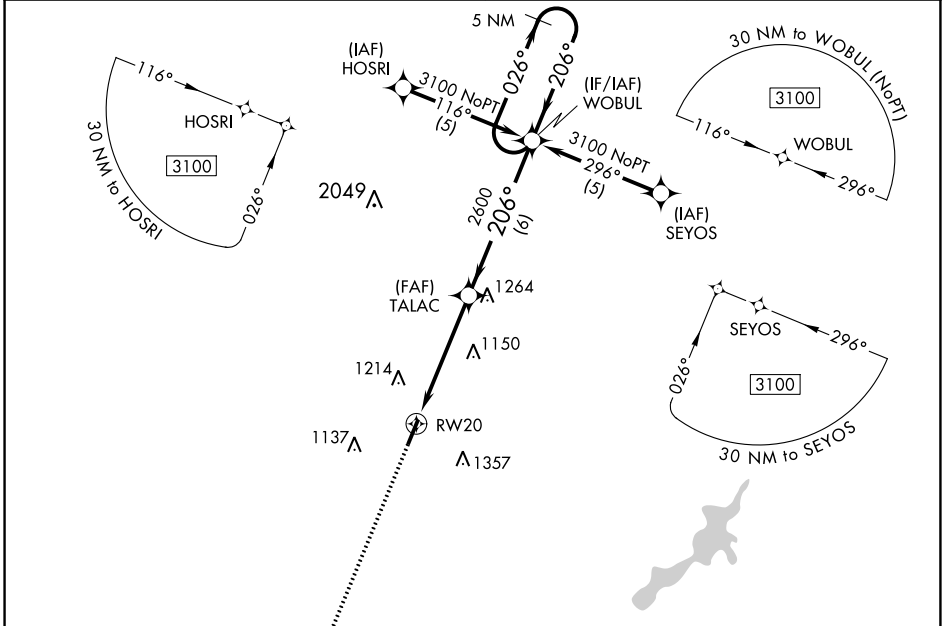 5 NM
026°
206°
(IAF)
HOSRI
3100 NoPT
116°
(5)
(IF/IAF)
WOBUL
3100 NoPT
296°
(5)
(IAF)
SEYOS
116°
HOSRI
3100
026°
30 NM to HOSRI
30 NM to WOBUL (NoPT)
3100
116°
WOBUL
296°
2049
2600
206°
(6)
(FAF)
TALAC
1264
1150
1214
RW20
1137
1357
SEYOS
296°
026°
3100
30 NM to SEYOS